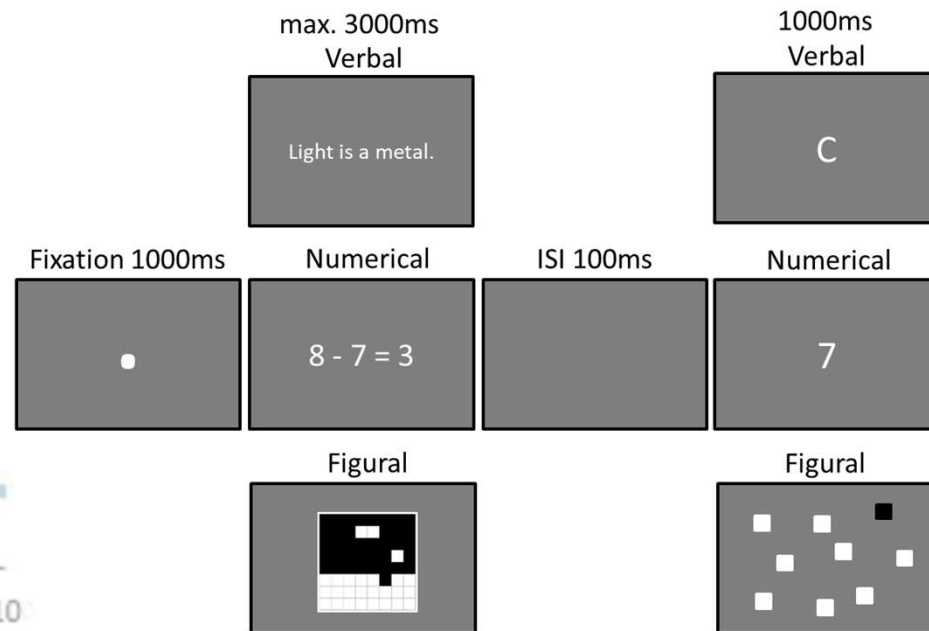 max. 3000ms
Verbal
1000ms
Verbal
Light is a metal.
C
Fixation 1000ms
Numerical
ISI 100ms
Numerical
8 - 7 = 3
7
Figural
Figural
10